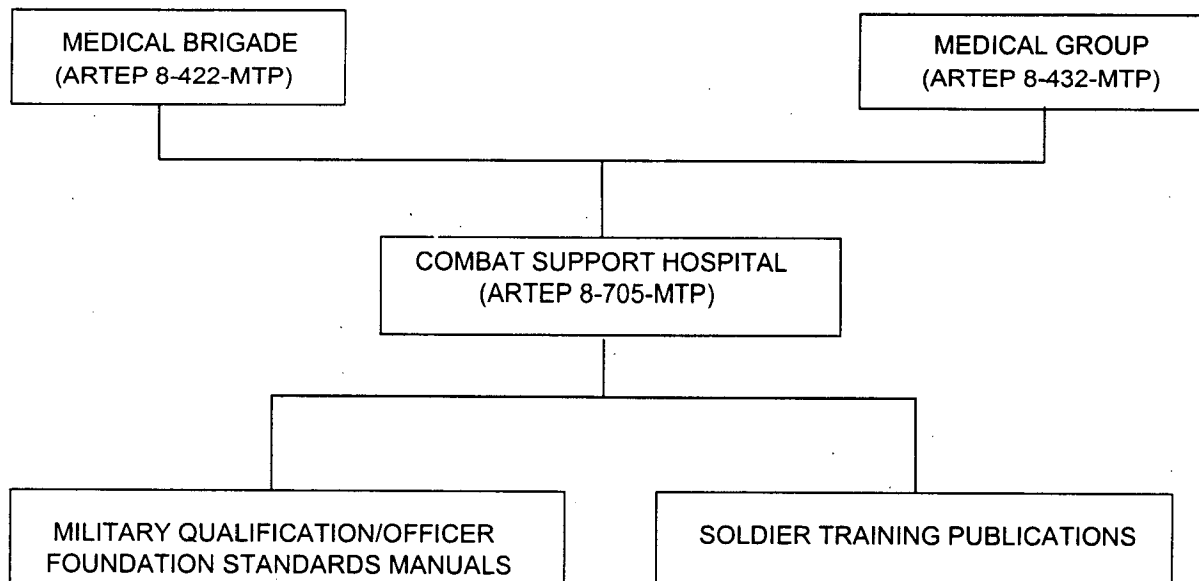 MEDICAL BRIGADE
(ARTEP 8-422-MTP)
MEDICAL GROUP
(ARTEP 8-432-MTP)
COMBAT SUPPORT HOSPITAL
(ARTEP 8-705-MTP)
MILITARY QUALIFICATION/OFFICER
FOUNDATION STANDARDS MANUALS
SOLDIER TRAINING PUBLICATIONS